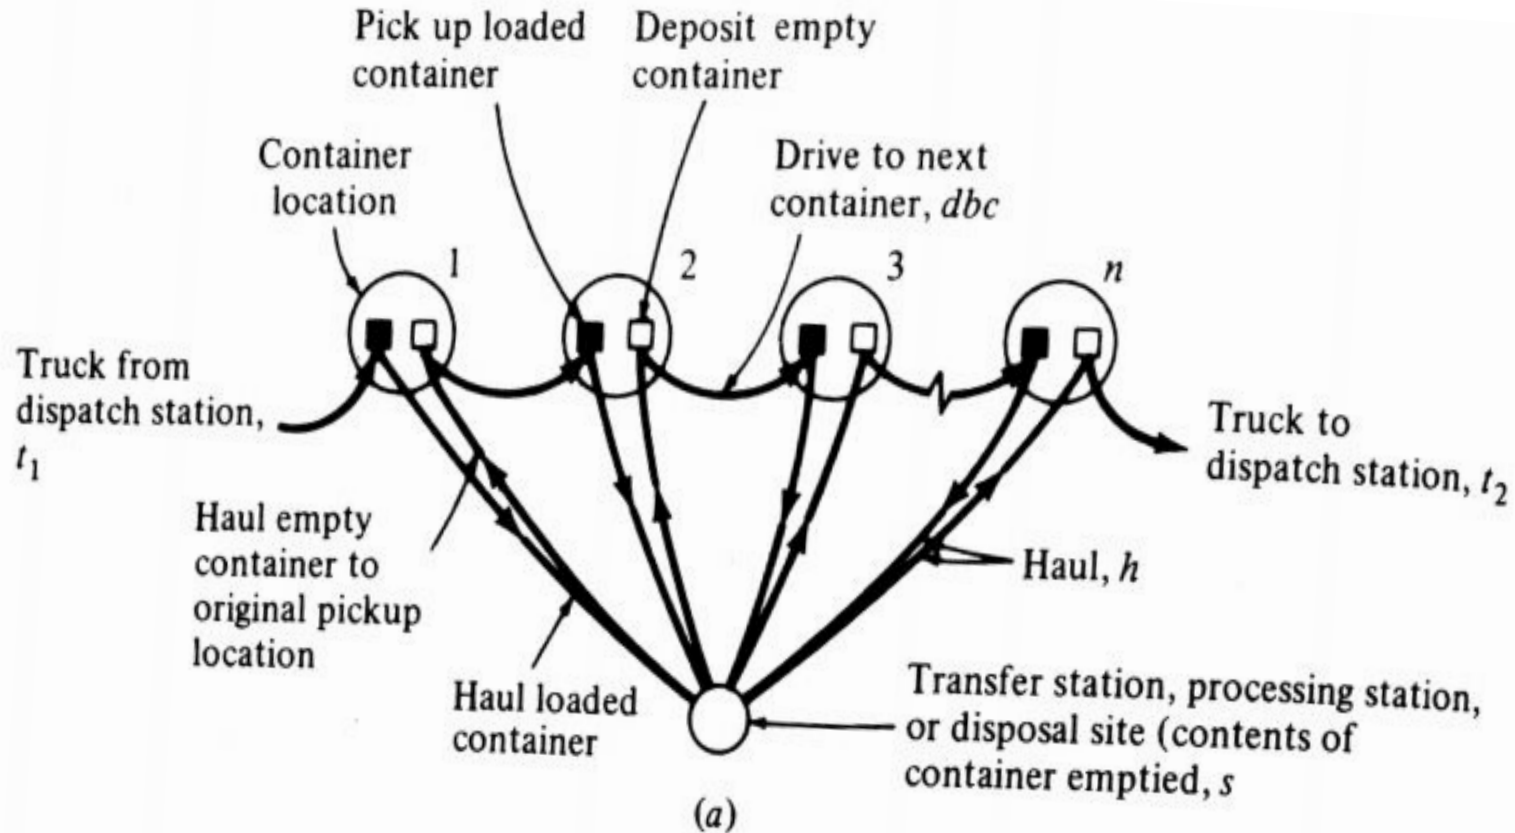 Pick up loaded
container
Deposit empty
container
Container
location
Drive to next
container, dbc
1
2
3
n
Truck from
dispatch station,
t1
Truck to
dispatch station, t2
Haul empty
container to
original pickup
location
Haul, h
Haul loaded
container
Transfer station, processing station,
or disposal site (contents of
container emptied, s
(a)